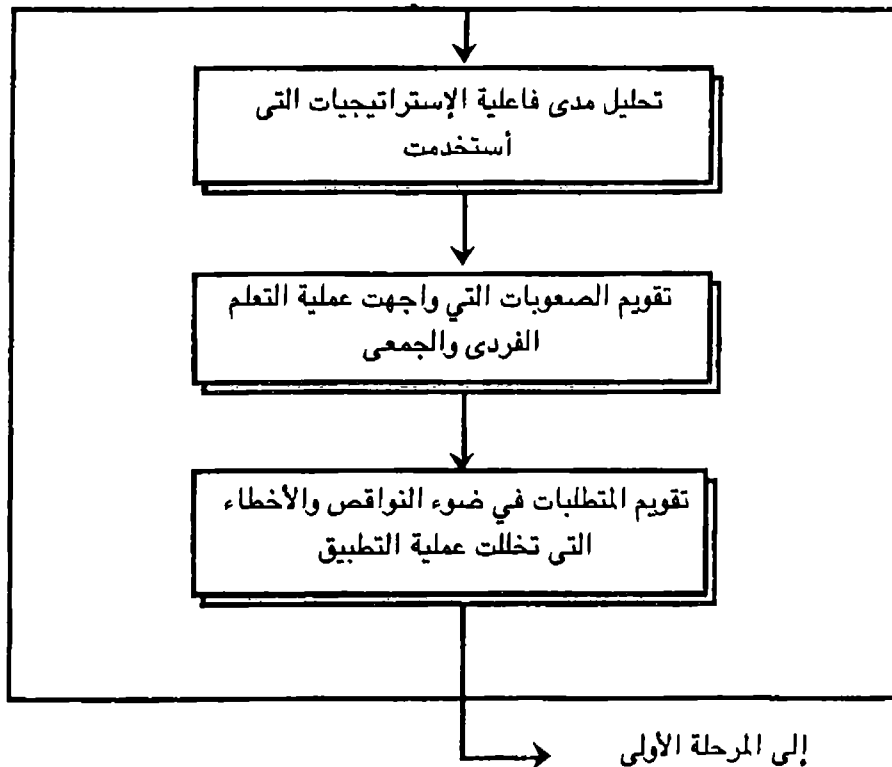 تحليل مدى فاعلية الإستراتيجيات التى
أستخدمت
تقويم الصعوبات التي واجهت عملية التعلم
الفردى والجمعى
تقويم المتطلبات في ضوء النواقص والأخطاء
التى تخللت عملية التطبيق
إلى المرحلة الأولى